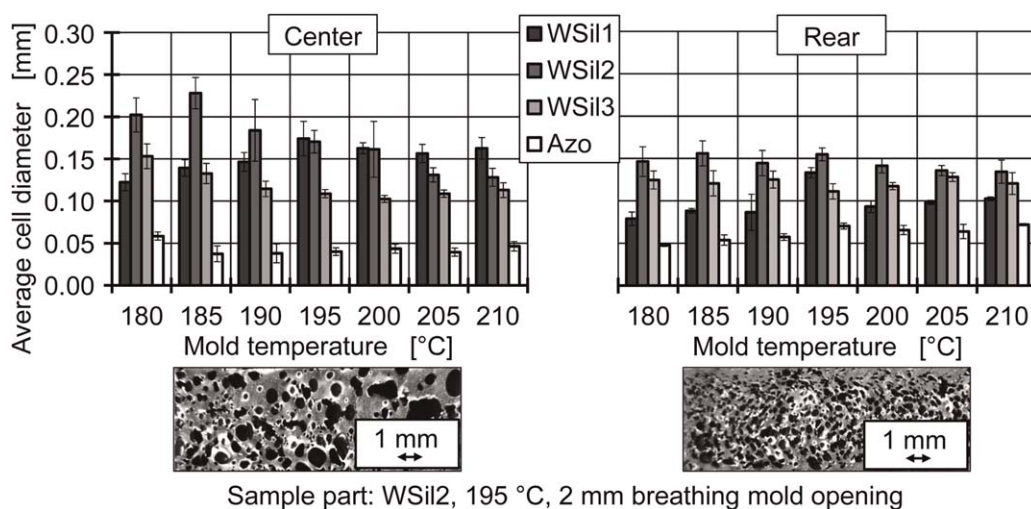 Average cell diameter [mm]
0.30
0.25
0.20
0.15
0.10
0.05
0.00
Center
WSil1
WSil2
WSil3
Azo
Rear
180 185 190 195 200 205 210
Mold temperature [°C]
180 185 190 195 200 205 210
Mold temperature [°C]
1 mm
1 mm
Sample part: WSil2, 195 °C, 2 mm breathing mold opening